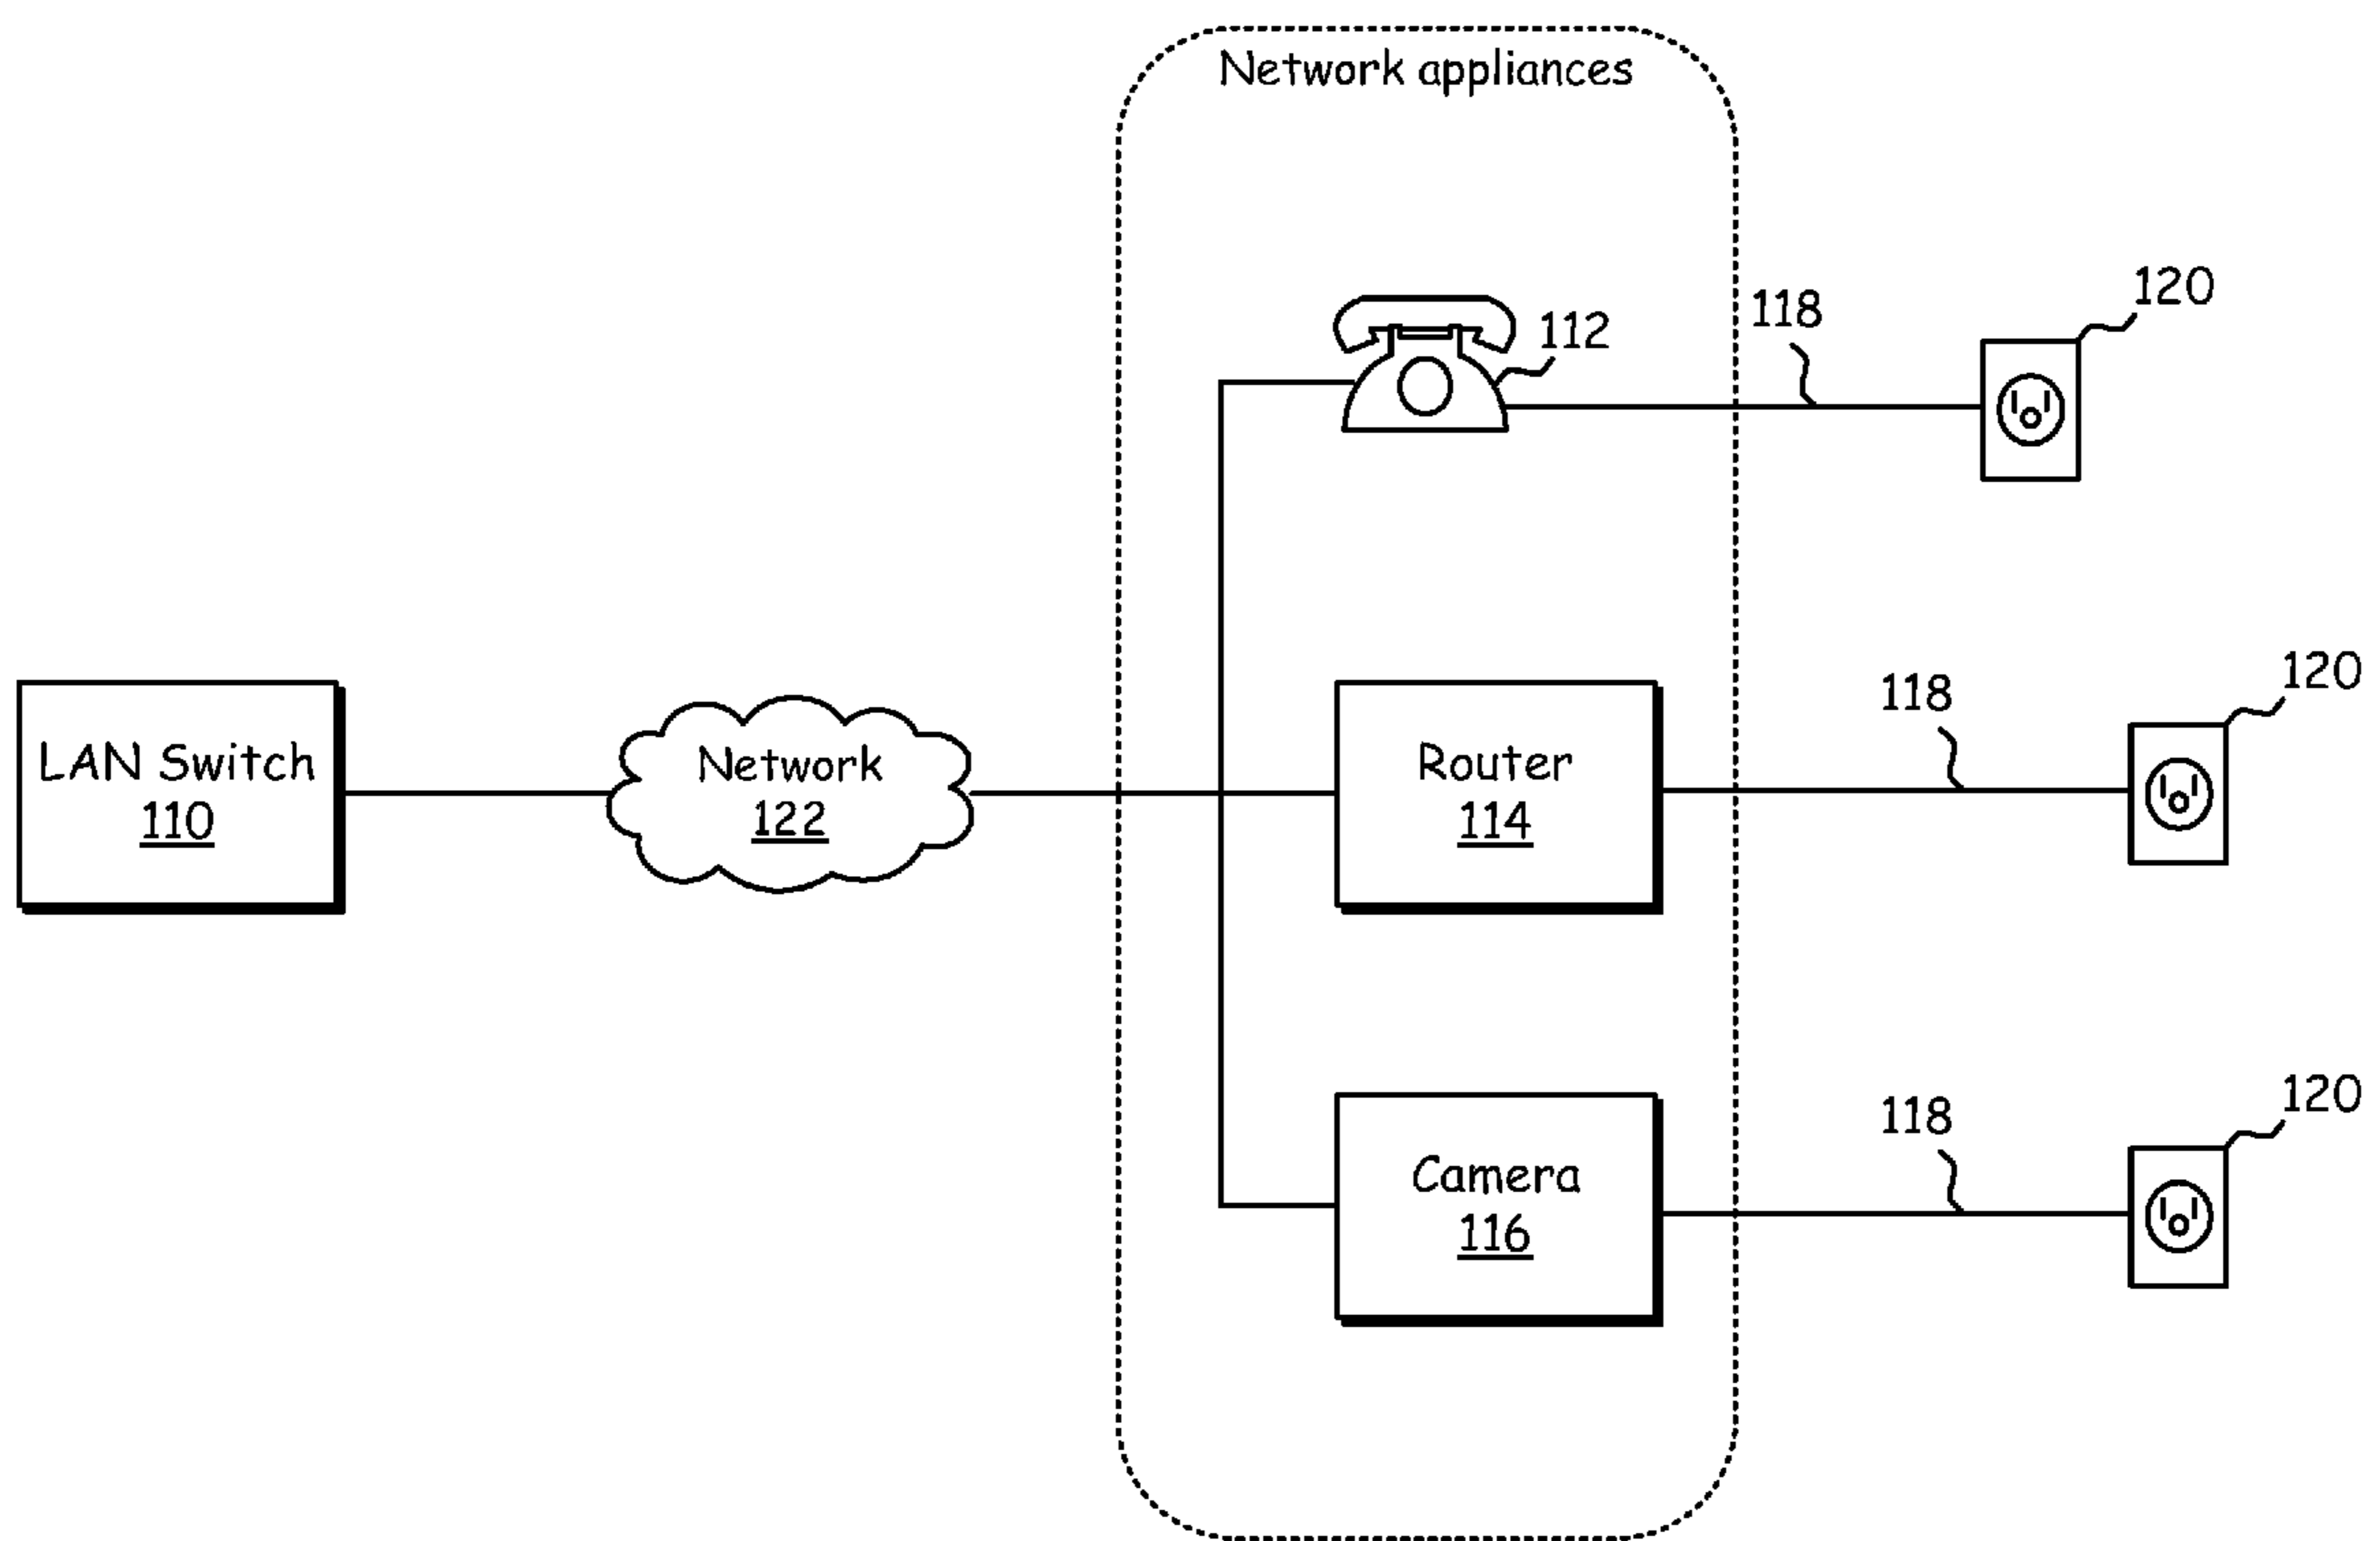 Network appliances
120
118
112
120
118
LAN Switch
110
Network
122
Router
114
120
118
Camera
116